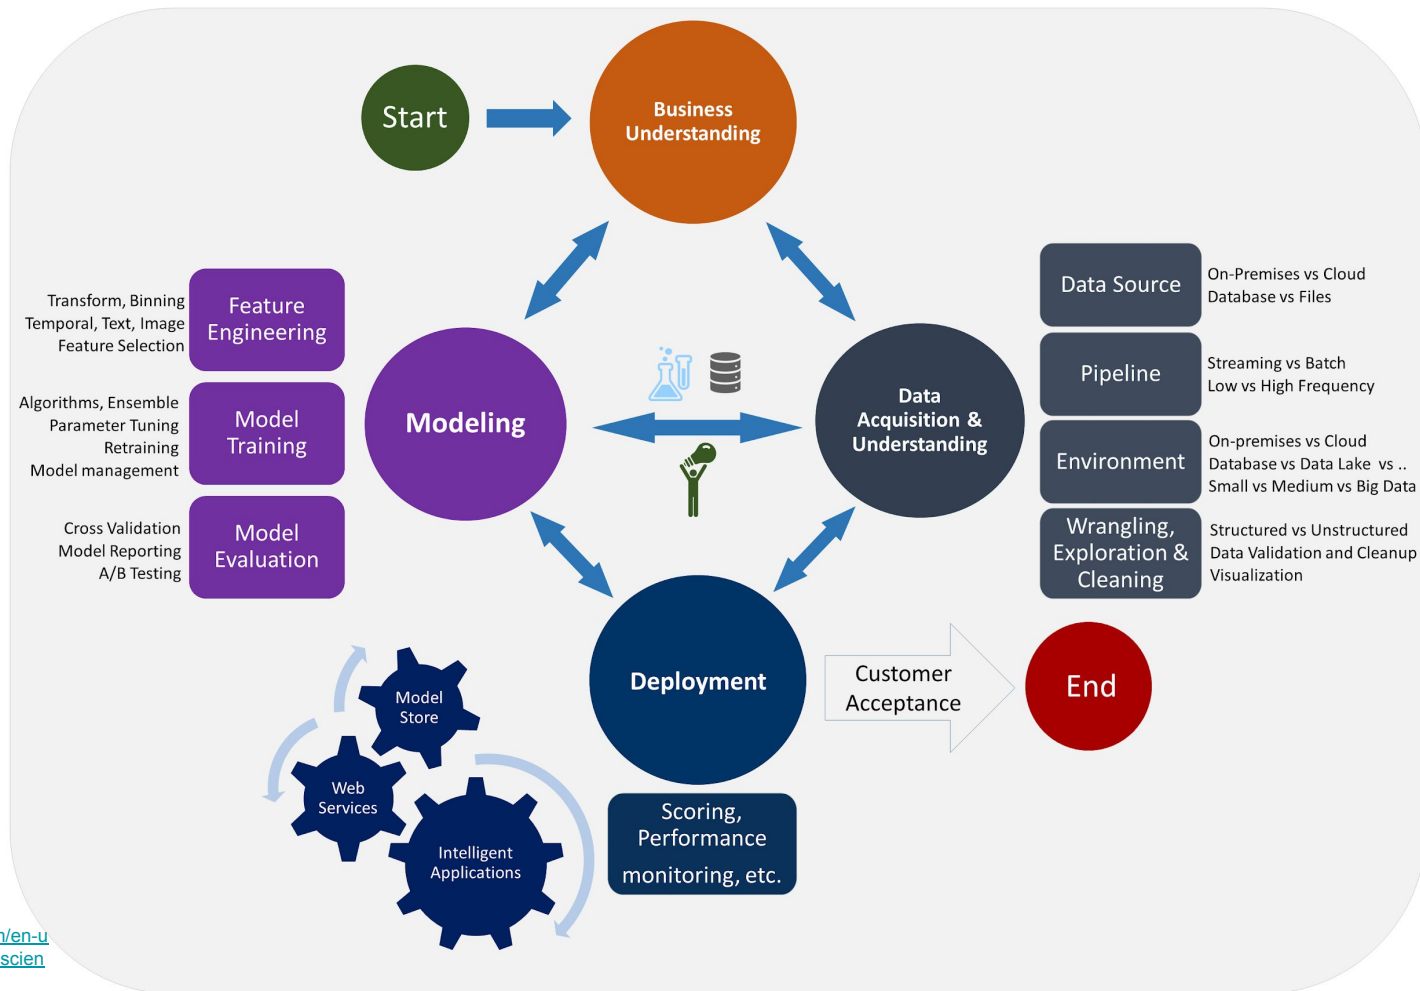 Start
Business
Understanding
Feature
Engineering
Transform, Binning
Temporal, Text, Image
Feature Selection
Model
Training
Algorithms, Ensemble
Parameter Tuning
Retraining
Model management
Model
Evaluation
Cross Validation
Model Reporting
A/B Testing
Modeling
Data
Acquisition &
Understanding
Data Source
On-Premises vs Cloud
Database vs Files
Pipeline
Streaming vs Batch
Low vs High Frequency
Environment
On-premises vs Cloud
Database vs Data Lake vs ..
Small vs Medium vs Big Data
Wrangling,
Exploration &
Cleaning
Structured vs Unstructured
Data Validation and Cleanup
Visualization
Deployment
Customer
Acceptance
End
Scoring,
Performance
monitoring, etc.
Model
Store
Web
Services
Intelligent
Applications
/en-u
scien